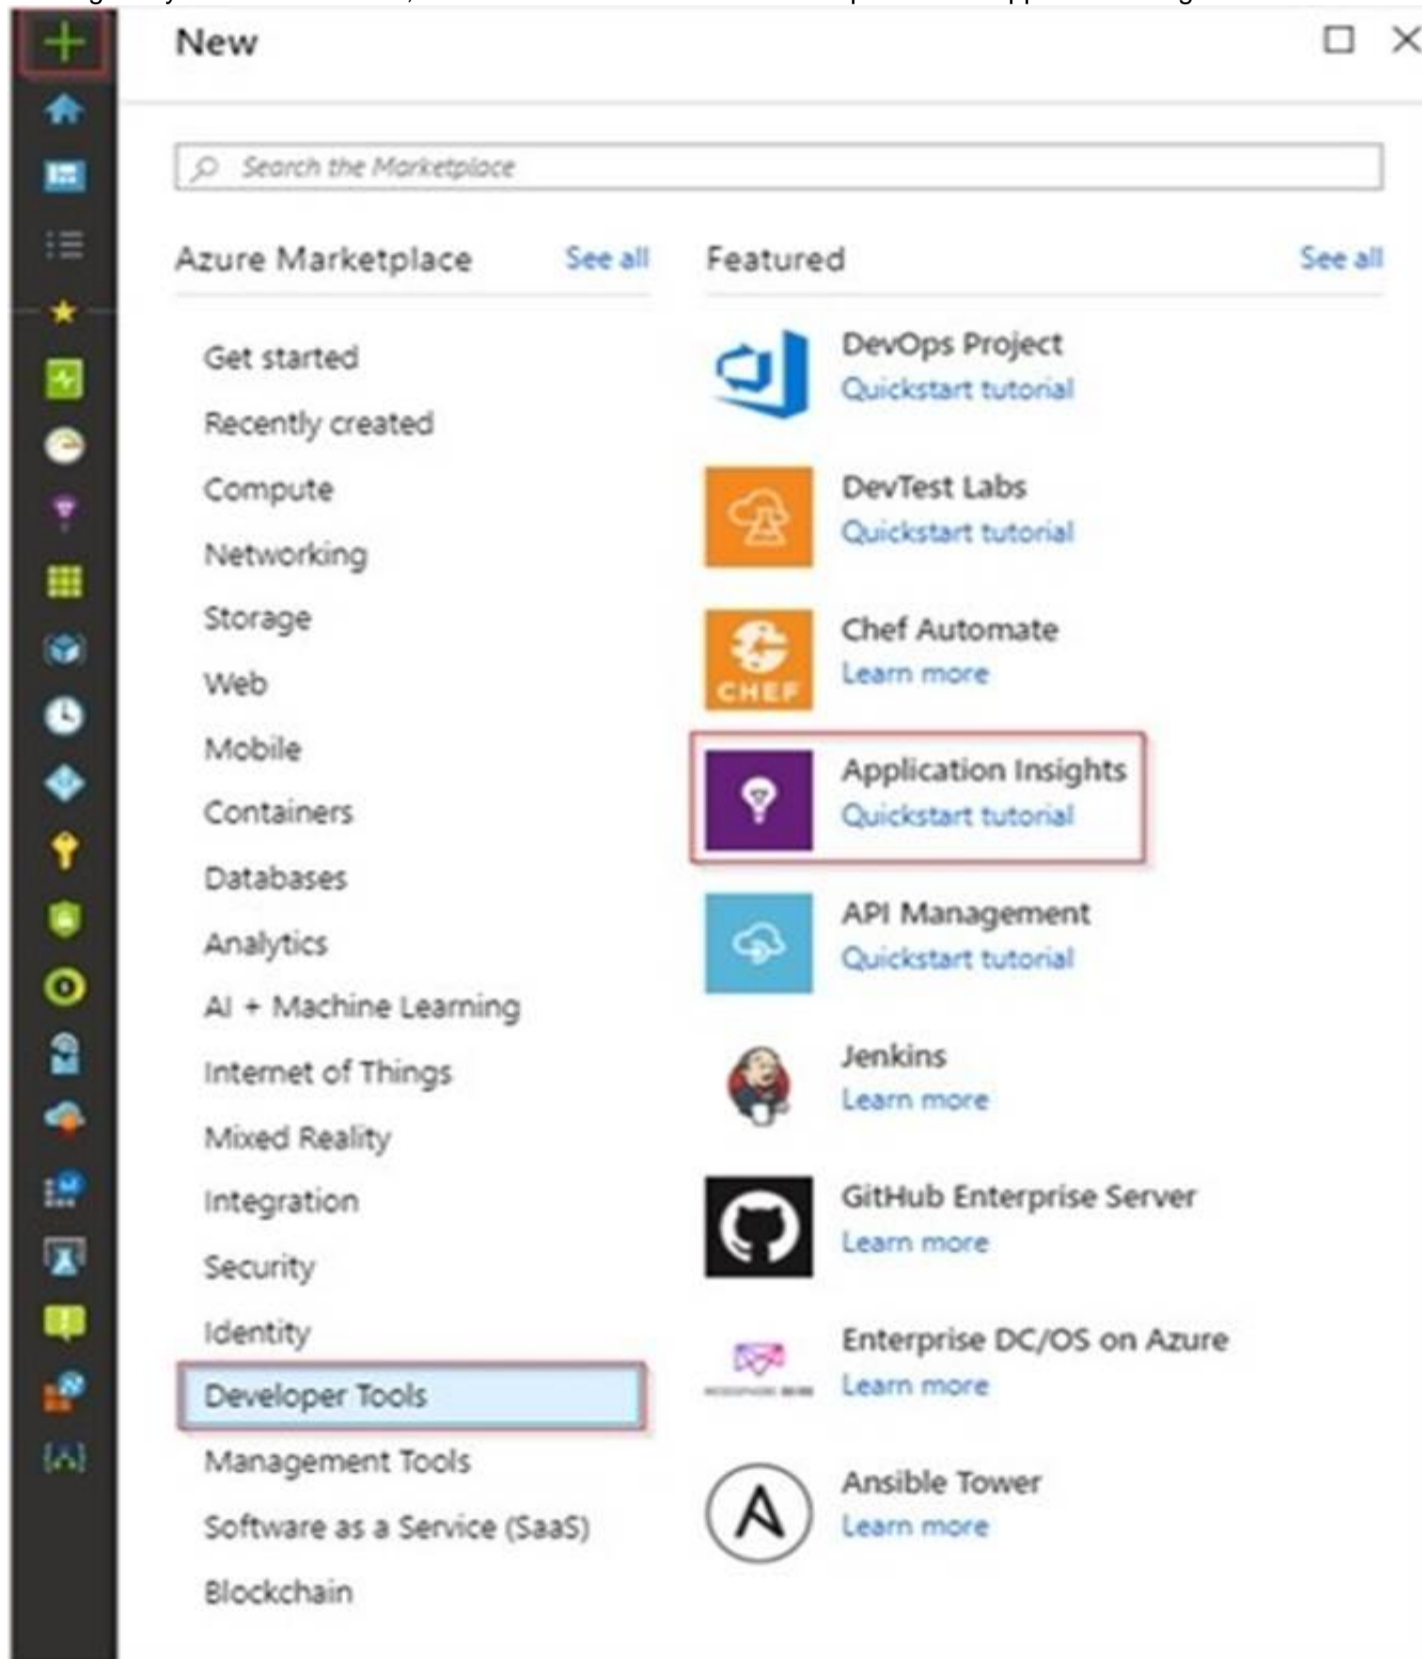 New
Search the Marketplace
Azure Marketplace See all
Get started
Recently created
Compute
Networking
Storage
Web
Mobile
Containers
Databases
Analytics
AI + Machine Learning
Internet of Things
Mixed Reality
Integration
Security
Identity
Developer Tools
Management Tools
Software as a Service (SaaS)
Blockchain
Featured See all
DevOps Project
Quickstart tutorial
DevTest Labs
Quickstart tutorial
CHEF
Chef Automate
Learn more
Application Insights
Quickstart tutorial
API Management
Quickstart tutorial
Jenkins
Learn more
GitHub Enterprise Server
Learn more
Enterprise DC/OS on Azure
Learn more
Ansible Tower
Learn more